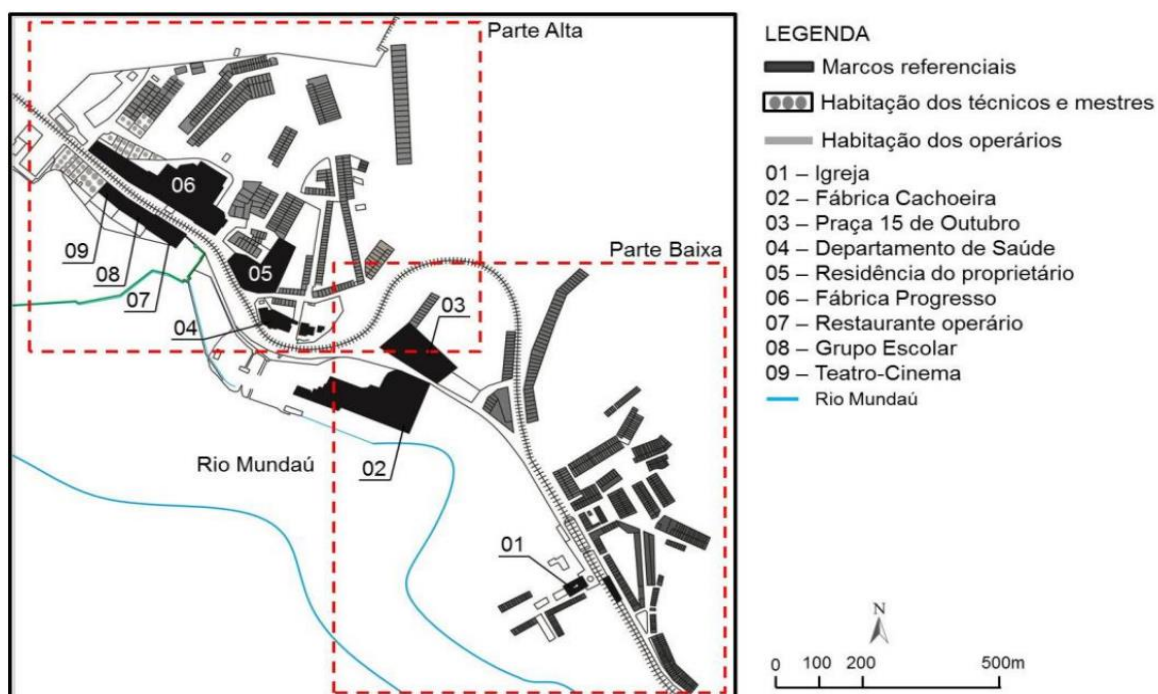 Parte Alta
06
09
08
07
05
04
Parte Baixa
03
Rio Mundaú
02
01
LEGENDA
Marcos referenciais
Habitação dos técnicos e mestres
Habitação dos operários
01 – Igreja
02 – Fábrica Cachoeira
03 – Praça 15 de Outubro
04 – Departamento de Saúde
05 – Residência do proprietário
06 – Fábrica Progresso
07 – Restaurante operário
08 – Grupo Escolar
09 – Teatro-Cinema
Rio Mundaú
N
0 100 200 500m